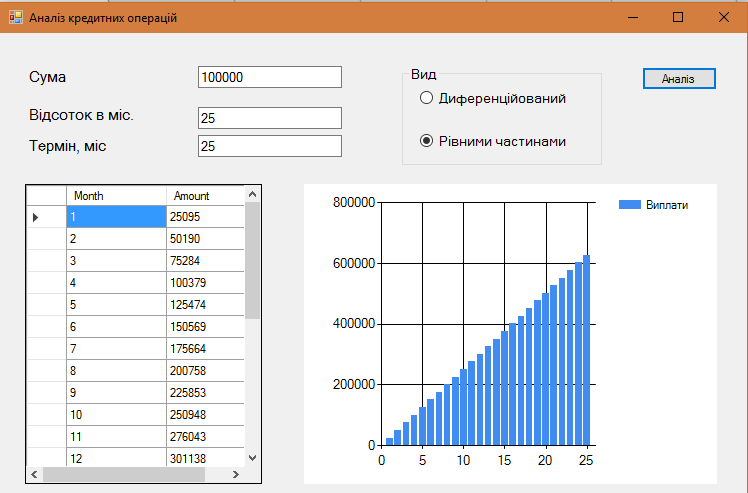 Аналіз кредитних операцій
Сума 100000
Відсоток в міс. 25
Термін, міс 25
Вид
Диференційований
Рівними частинами
Аналіз
Month Amount
1 25095
2 50190
3 75284
4 100379
5 125474
6 150569
7 175664
8 200758
9 225853
10 250948
11 276043
12 301138
800000
600000
400000
200000
0
0 5 10 15 20 25
Виплати